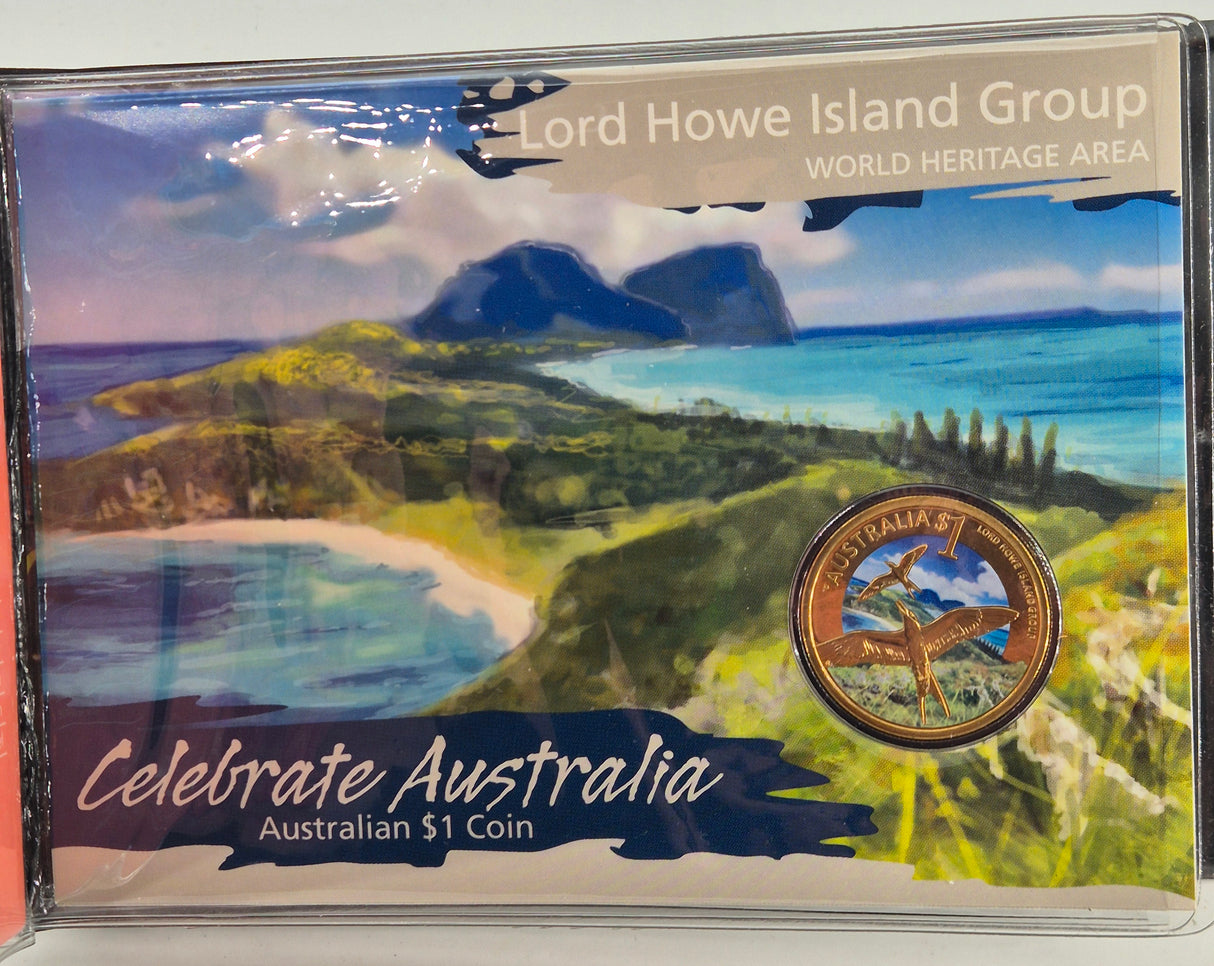 Lord Howe Island Group
WORLD HERITAGE AREA
AUSTRALIA $1
LORD HOWE ISLAND GROUP
Celebrate Australia
Australian $1 Coin